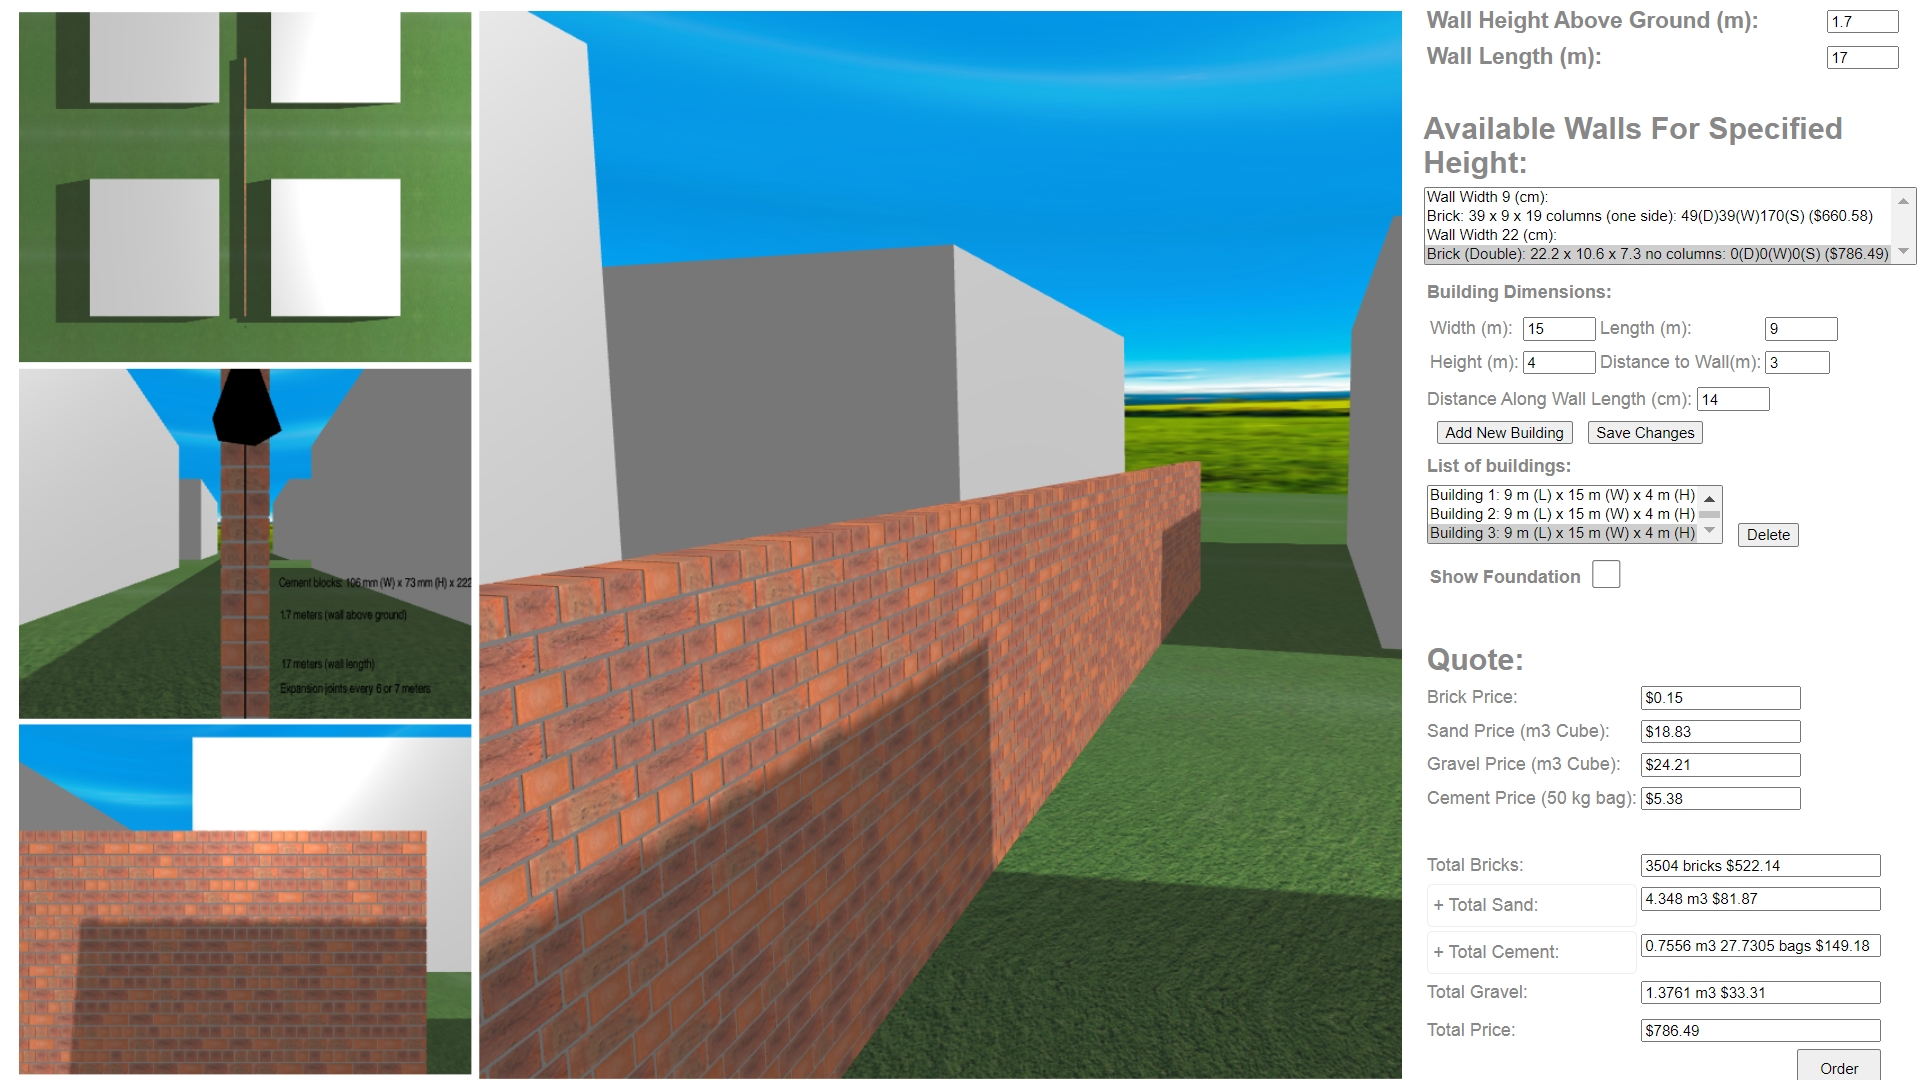 Wall Height Above Ground (m): 1.7
Wall Length (m): 17
Available Walls For Specified
Height:
Wall Width 9 (cm):
Brick: 39 x 9 x 19 columns (one side): 49(D)39(W)170(S) ($660.58)
Wall Width 22 (cm):
Brick (Double): 22.2 x 10.6 x 7.3 no columns: 0(D)0(W)0(S) ($786.49)
Building Dimensions:
Width (m): 15 Length (m): 9
Height (m): 4 Distance to Wall(m): 3
Distance Along Wall Length (cm): 14
Add New Building Save Changes
List of buildings:
Building 1: 9 m (L) x 15 m (W) x 4 m (H)
Building 2: 9 m (L) x 15 m (W) x 4 m (H)
Building 3: 9 m (L) x 15 m (W) x 4 m (H)
Delete
Show Foundation
Cement blocks: 106 mm (W) x 73 mm (H) x 222
1.7 meters (wall above ground)
17 meters (wall length)
Expansion joints every 6 or 7 meters
Quote:
Brick Price: $0.15
Sand Price (m3 Cube): $18.83
Gravel Price (m3 Cube): $24.21
Cement Price (50 kg bag): $5.38
Total Bricks: 3504 bricks $522.14
+ Total Sand: 4.348 m3 $81.87
+ Total Cement: 0.7556 m3 27.7305 bags $149.18
Total Gravel: 1.3761 m3 $33.31
Total Price: $786.49
Order